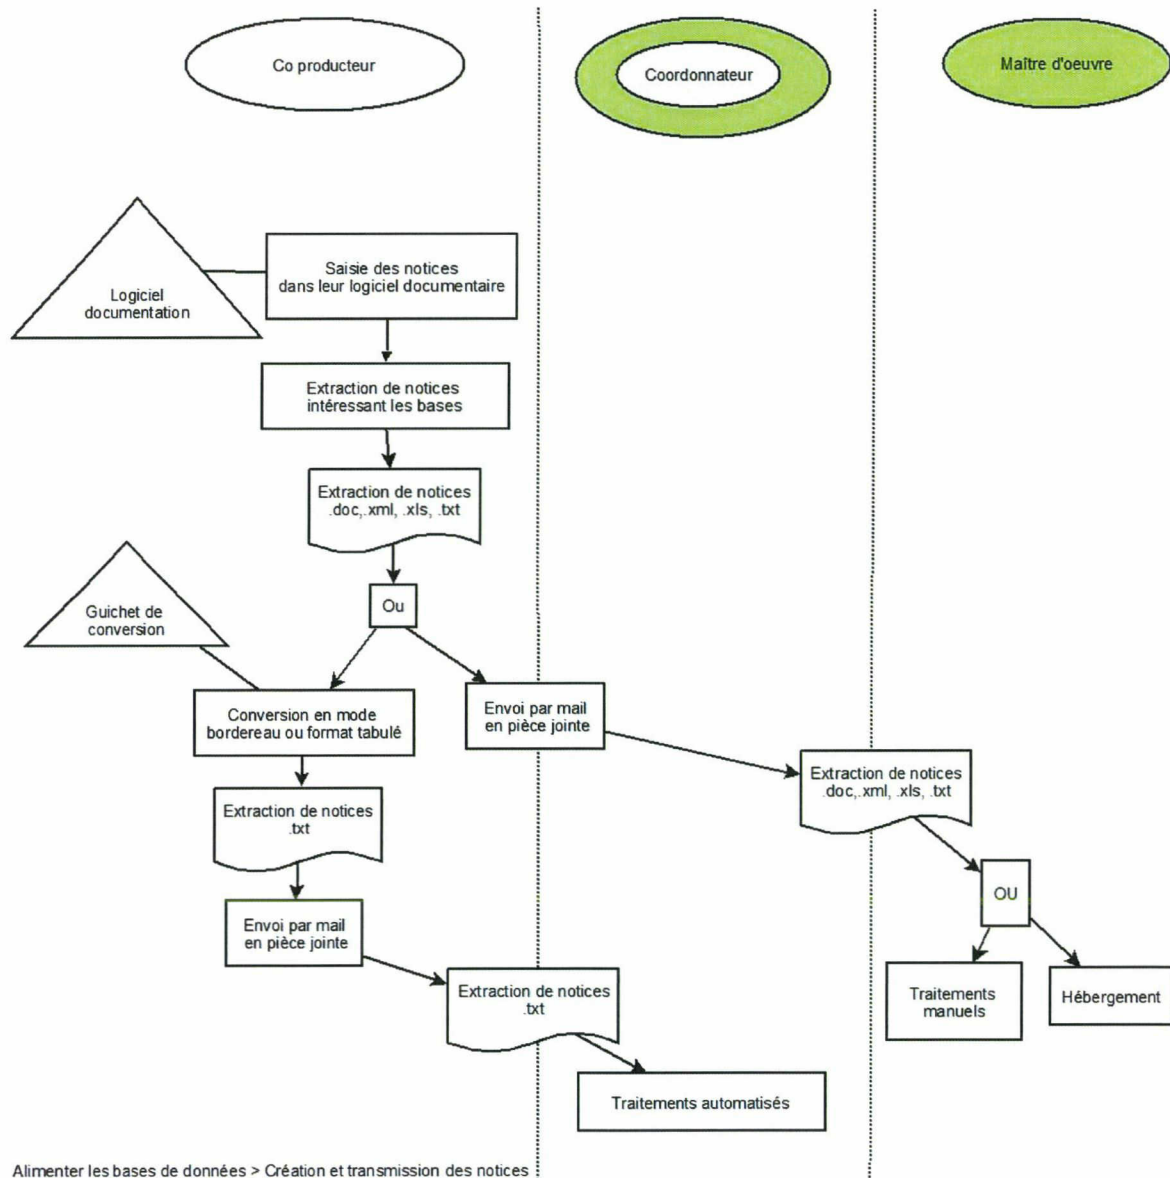 Co producteur
Coordonnateur
Maître d'oeuvre
Logiciel
documentation
Saisie des notices
dans leur logiciel documentaire
Extraction de notices
intéressant les bases
Extraction de notices
.doc,.xml, .xls, .txt
Ou
Guichet de
conversion
Conversion en mode
bordereau ou format tabulé
Envoi par mail
en pièce jointe
Extraction de notices
.doc,.xml, .xls, .txt
Extraction de notices
.txt
OU
Envoi par mail
en pièce jointe
Traitements
manuels
Hébergement
Extraction de notices
.txt
Traitements automatisés
Alimenter les bases de données > Création et transmission des notices